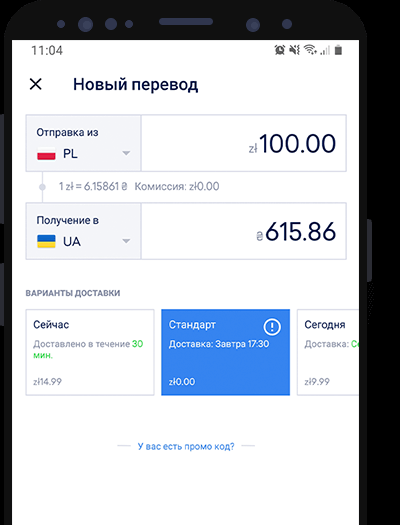 11:04
Новый перевод
Отправка из
PL
zł100.00
1 zł = 6.15861 ₴ Комиссия: zł0.00
Получение в
UA
₴615.86
ВАРИАНТЫ ДОСТАВКИ
Сейчас
Доставлено в течение 30
мин.
zł14.99
Стандарт
Доставка: Завтра 17:30
zł0.00
Сегодня
Доставка:
zł9.99
У вас есть промо код?